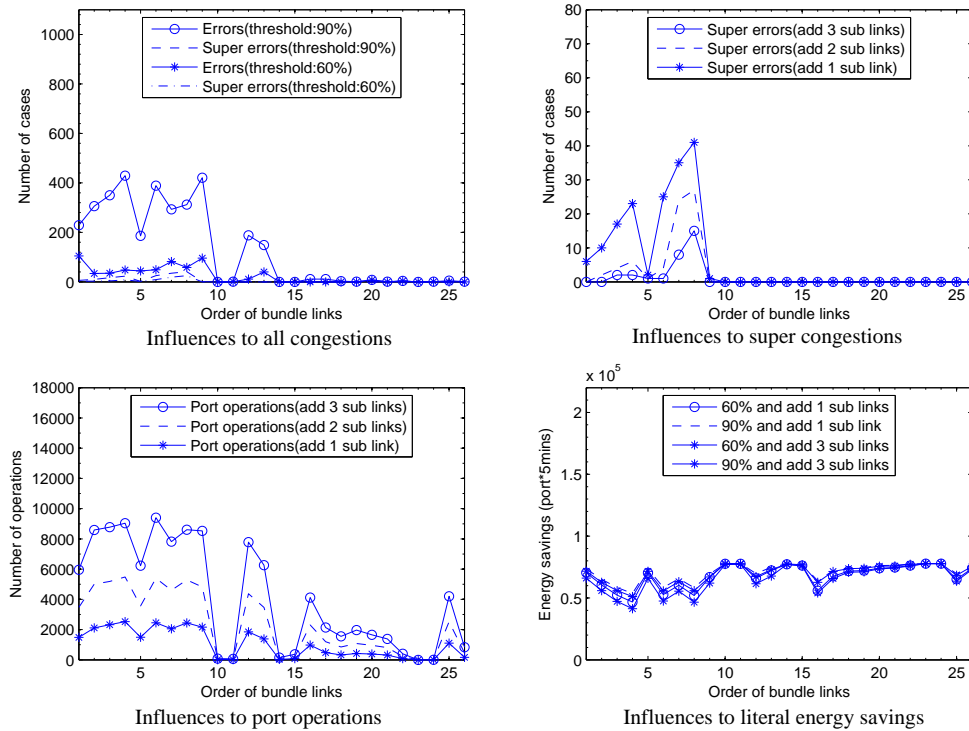 1000
800
600
400
200
0
Number of cases
Errors(threshold:90%)
Super errors(threshold:90%)
Errors(threshold:60%)
Super errors(threshold:60%)
5 10 15 20 25
Order of bundle links
Influences to all congestions
80
70
60
50
40
30
20
10
0
Number of cases
Super errors(add 3 sub links)
Super errors(add 2 sub links)
Super errors(add 1 sub link)
5 10 15 20 25
Order of bundle links
Influences to super congestions
18000
16000
14000
12000
10000
8000
6000
4000
2000
0
Number of operations
Port operations(add 3 sub links)
Port operations(add 2 sub links)
Port operations(add 1 sub link)
5 10 15 20 25
Order of bundle links
Influences to port operations
x 10^5
2
1.5
1
0.5
0
Energy savings (port*5mins)
60% and add 1 sub links
90% and add 1 sub link
60% and add 3 sub links
90% and add 3 sub links
5 10 15 20 25
Order of bundle links
Influences to literal energy savings